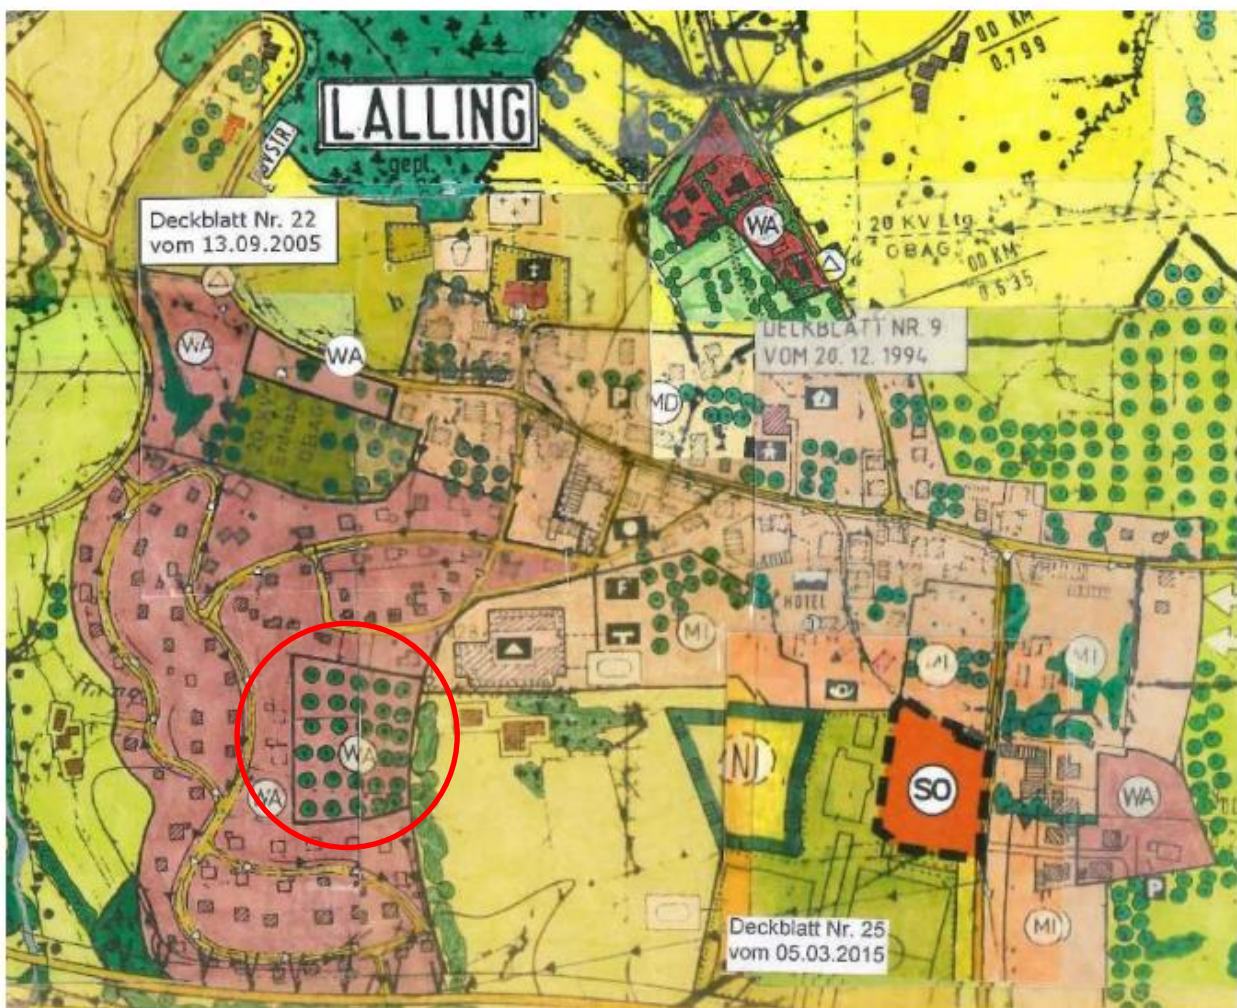 00 KM
0.799
LALLING
gepl.
Deckblatt Nr. 22
vom 13.09.2005
WA
20 KV Ltg.
OBAG
00 KM
0.535
DECKBLATT NR. 9
VOM 20.12.1994
WA
WA
MD
P
F
HOTEL
MI
MI
MI
WA
WA
SO
WA
P
MI
Deckblatt Nr. 25
vom 05.03.2015